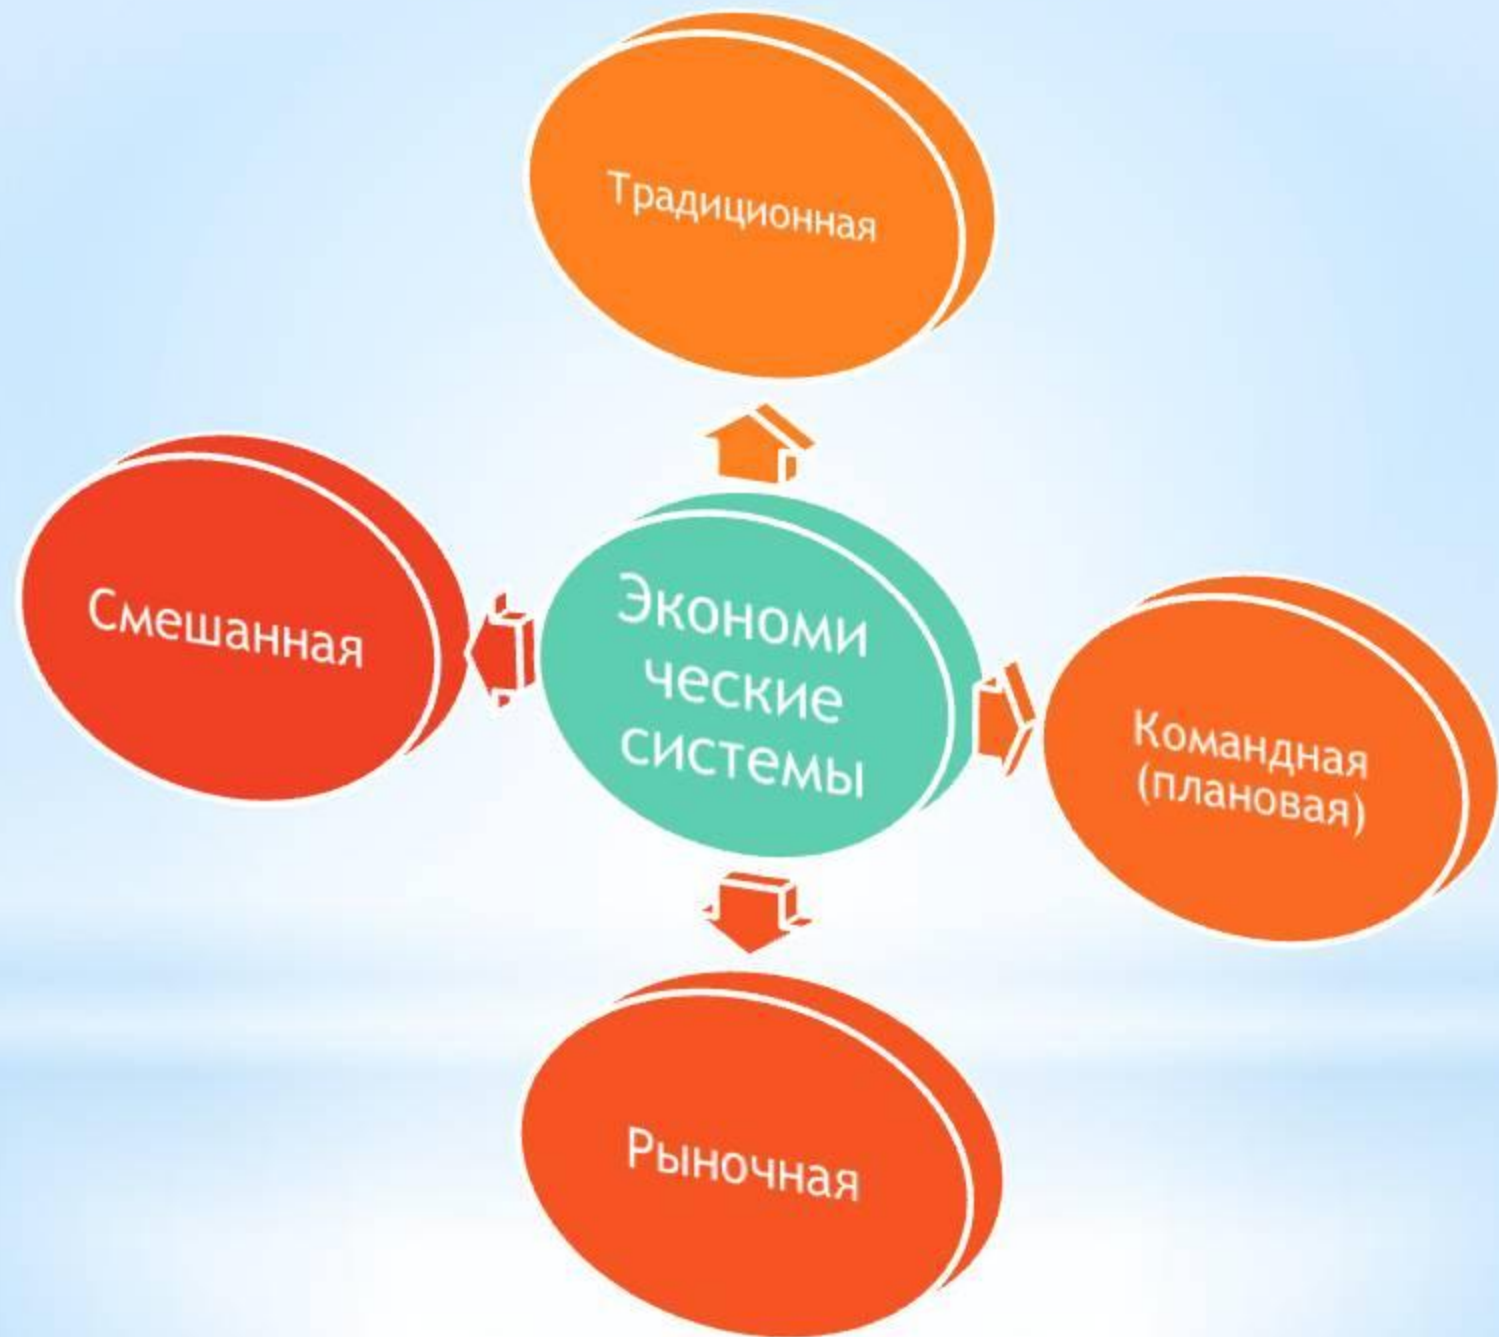 Традиционная
Смешанная
Экономи
ческие
системы
Командная
(плановая)
Рыночная